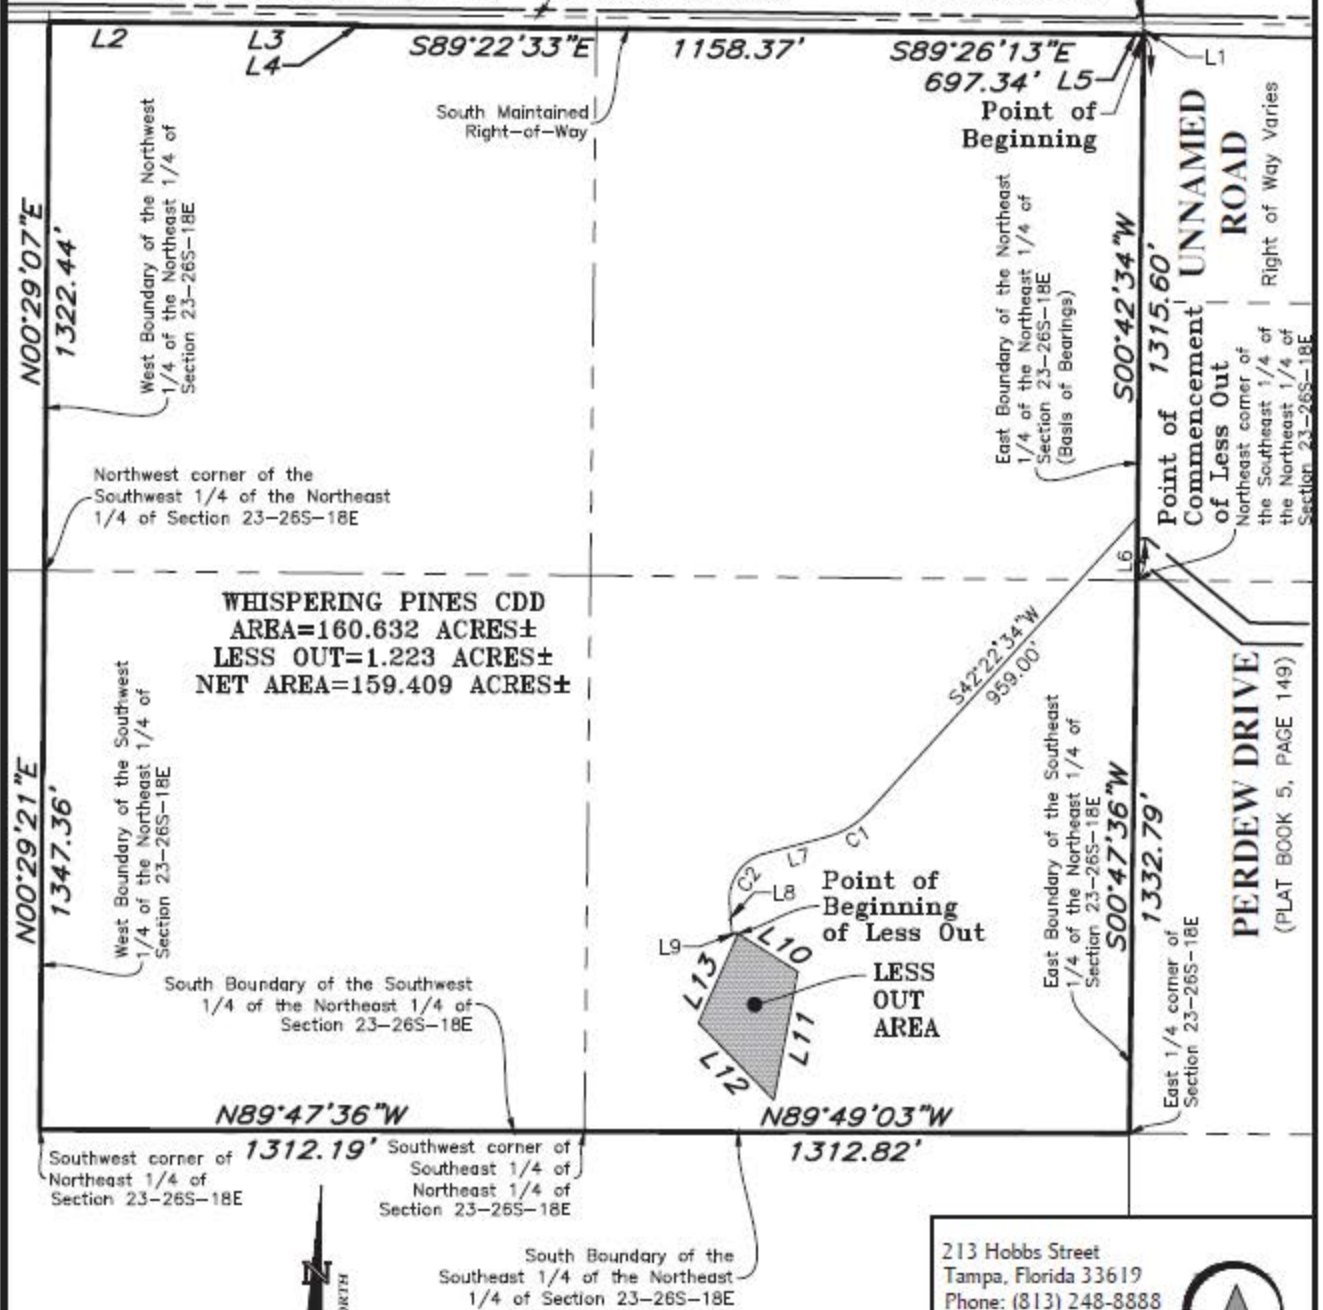 L2
L3
L4
S89°22'33"E
1158.37'
S89°26'13"E
697.34' L5
L1
Point of
Beginning
South Maintained
Right-of-Way
UNNAMED
ROAD
Right of Way Varies
West Boundary of the Northwest
1/4 of the Northeast 1/4 of
Section 23-26S-18E
N00°29'07"E
1322.44'
East Boundary of the Northeast
1/4 of the Northeast 1/4 of
Section 23-26S-18E
(Basis of Bearings)
S00°42'34"W
1315.60'
Point of
Commencement
of Less Out
Northeast corner of
the Southeast 1/4 of
the Northeast 1/4 of
Section 23-26S-18E
Northwest corner of the
Southwest 1/4 of the Northeast
1/4 of Section 23-26S-18E
L6
WHISPERING PINES CDD
AREA=160.632 ACRES±
LESS OUT=1.223 ACRES±
NET AREA=159.409 ACRES±
S42°22'34"W
959.00'
PERDEW DRIVE
(PLAT BOOK 5, PAGE 149)
West Boundary of the Southwest
1/4 of the Northeast 1/4 of
Section 23-26S-18E
N00°29'21"E
1347.36'
East Boundary of the Southeast
1/4 of the Northeast 1/4 of
Section 23-26S-18E
S00°47'36"W
1332.79'
C1
L7
C2
L8
Point of
Beginning
of Less Out
L9
L10
L13
LESS
OUT
AREA
L11
L12
South Boundary of the Southwest
1/4 of the Northeast 1/4 of
Section 23-26S-18E
East 1/4 corner of
Section 23-26S-18E
N89°47'36"W
1312.19'
N89°49'03"W
1312.82'
Southwest corner of
Northeast 1/4 of
Section 23-26S-18E
Southwest corner of
Southeast 1/4 of
Northeast 1/4 of
Section 23-26S-18E
South Boundary of the
Southeast 1/4 of the Northeast
1/4 of Section 23-26S-18E
N
ORTH
213 Hobbs Street
Tampa, Florida 33619
Phone: (813) 248-8888